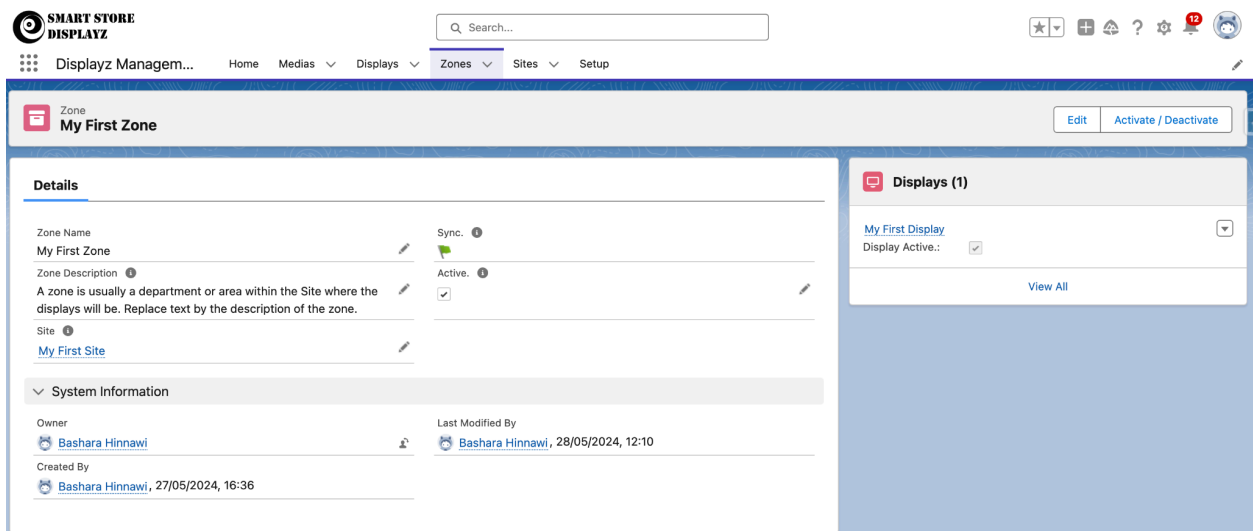 SMART STORE
DISPLAYZ
Search...
12
Displayz Managem...
Home
Medias
Displays
Zones
Sites
Setup
Zone
My First Zone
Edit
Activate / Deactivate
Details
Zone Name
My First Zone
Sync.
Zone Description
A zone is usually a department or area within the Site where the
displays will be. Replace text by the description of the zone.
Active.
Site
My First Site
System Information
Owner
Bashara Hinnawi
Last Modified By
Bashara Hinnawi, 28/05/2024, 12:10
Created By
Bashara Hinnawi, 27/05/2024, 16:36
Displays (1)
My First Display
Display Active.:
View All